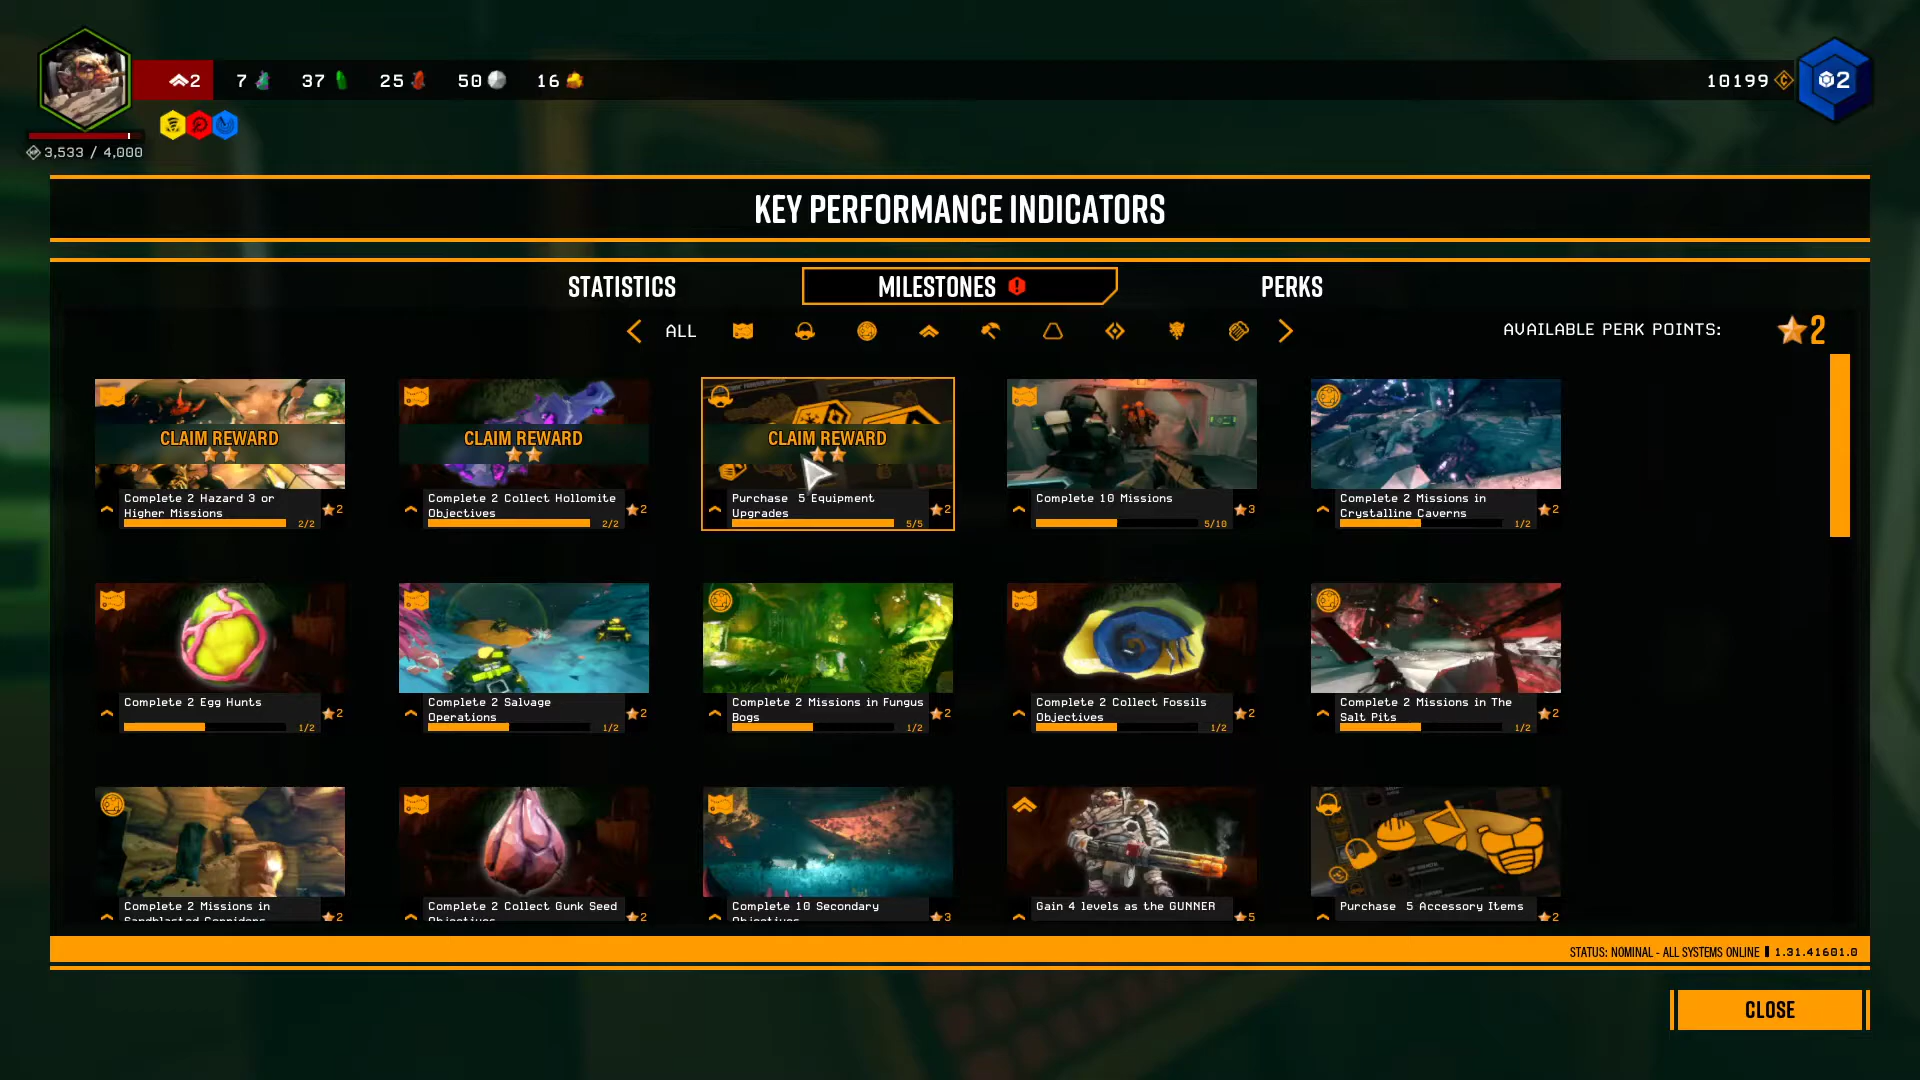 2 7 37 25 50 16 10199 2
3,533 / 4,000
KEY PERFORMANCE INDICATORS
STATISTICS MILESTONES PERKS
ALL AVAILABLE PERK POINTS: 2
CLAIM REWARD
Complete 2 Hazard 3 or
Higher Missions
2/2
2
CLAIM REWARD
Complete 2 Collect Hollomite
Objectives
2/2
2
CLAIM REWARD
Purchase 5 Equipment
Upgrades
5/5
2
Complete 10 Missions
5/10
3
Complete 2 Missions in
Crystalline Caverns
1/2
2
Complete 2 Egg Hunts
1/2
2
Complete 2 Salvage
Operations
1/2
2
Complete 2 Missions in Fungus
Bogs
1/2
2
Complete 2 Collect Fossils
Objectives
1/2
2
Complete 2 Missions in The
Salt Pits
1/2
2
Complete 2 Missions in
Sandblasted Corridors
2
Complete 2 Collect Gunk Seed
Objectives
2
Complete 10 Secondary
Objectives
3
Gain 4 levels as the GUNNER
5
Purchase 5 Accessory Items
2
STATUS: NOMINAL - ALL SYSTEMS ONLINE 1.31.41601.0
CLOSE